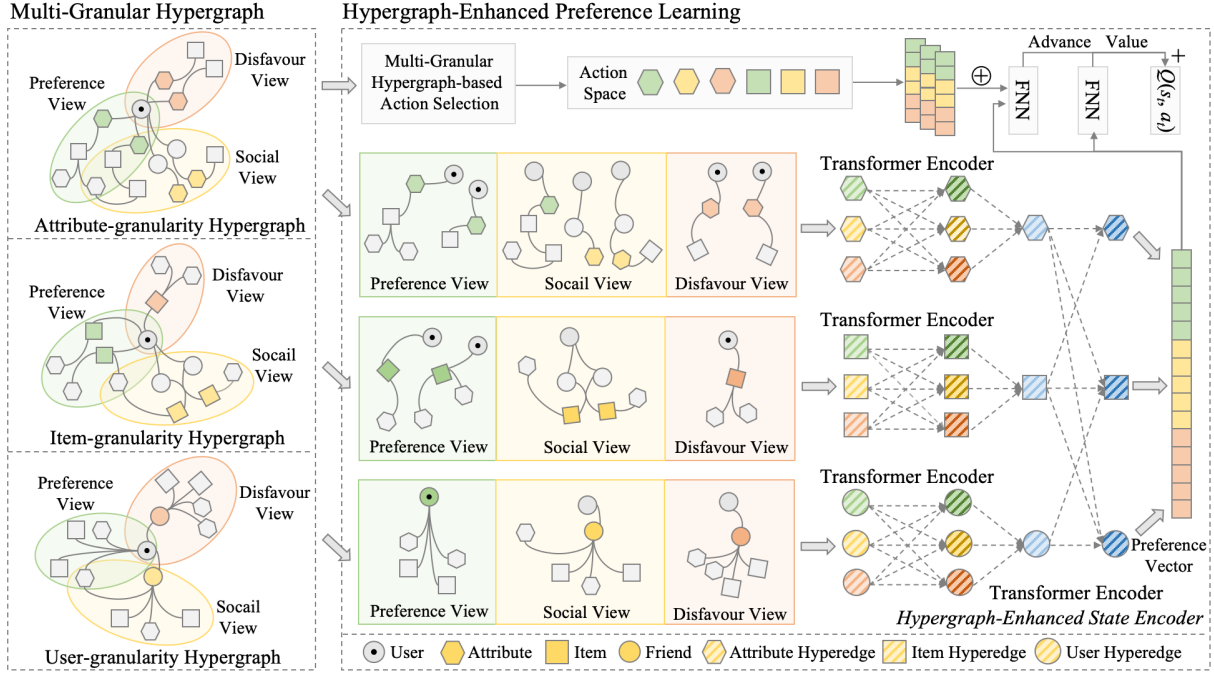 Multi-Granular Hypergraph
Disfavour
View
Preference
View
Social
View
Attribute-granularity Hypergraph
Disfavour
View
Preference
View
Socail
View
Item-granularity Hypergraph
Preference
View
Disfavour
View
Socail
View
User-granularity Hypergraph
Hypergraph-Enhanced Preference Learning
Multi-Granular
Hypergraph-based
Action Selection
Action
Space
Advance
Value
FNN
FNN
Q(sₜ, aₜ)
Preference View
Socail View
Disfavour View
Transformer Encoder
Preference View
Social View
Disfavour View
Transformer Encoder
Preference View
Social View
Disfavour View
Transformer Encoder
Preference
Vector
Transformer Encoder
Hypergraph-Enhanced State Encoder
User
Attribute
Item
Friend
Attribute Hyperedge
Item Hyperedge
User Hyperedge